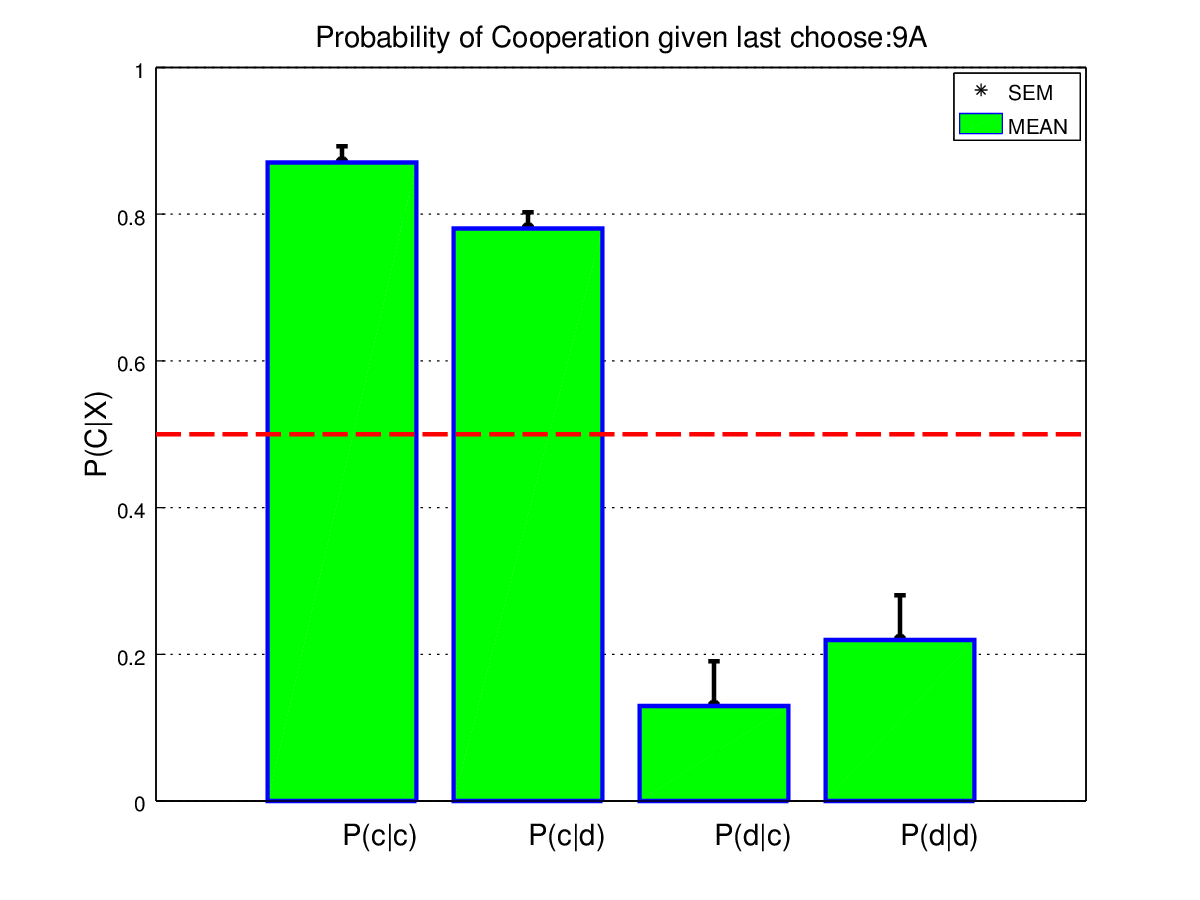 Probability of Cooperation given last choose:9A
SEM
MEAN
1
0.8
0.6
0.4
0.2
0
P(C|X)
P(c|c)
P(c|d)
P(d|c)
P(d|d)